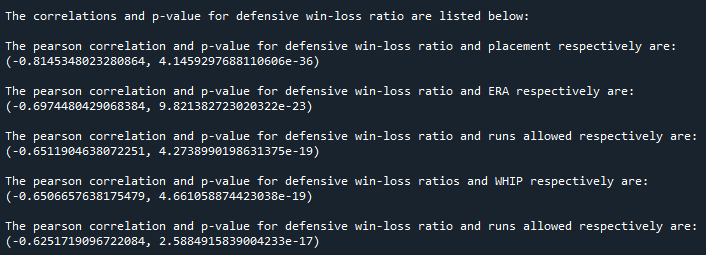 The correlations and p-value for defensive win-loss ratio are listed below:
The pearson correlation and p-value for defensive win-loss ratio and placement respectively are:
(-0.8145348023280864, 4.1459297688110606e-36)
The pearson correlation and p-value for defensive win-loss ratio and ERA respectively are:
(-0.6974480429068384, 9.821382723020322e-23)
The pearson correlation and p-value for defensive win-loss ratio and runs allowed respectively are:
(-0.6511904638072251, 4.2738990198631375e-19)
The pearson correlation and p-value for defensive win-loss ratios and WHIP respectively are:
(-0.6506657638175479, 4.661058874423038e-19)
The pearson correlation and p-value for defensive win-loss ratio and runs allowed respectively are:
(-0.6251719096722084, 2.5884915839004233e-17)